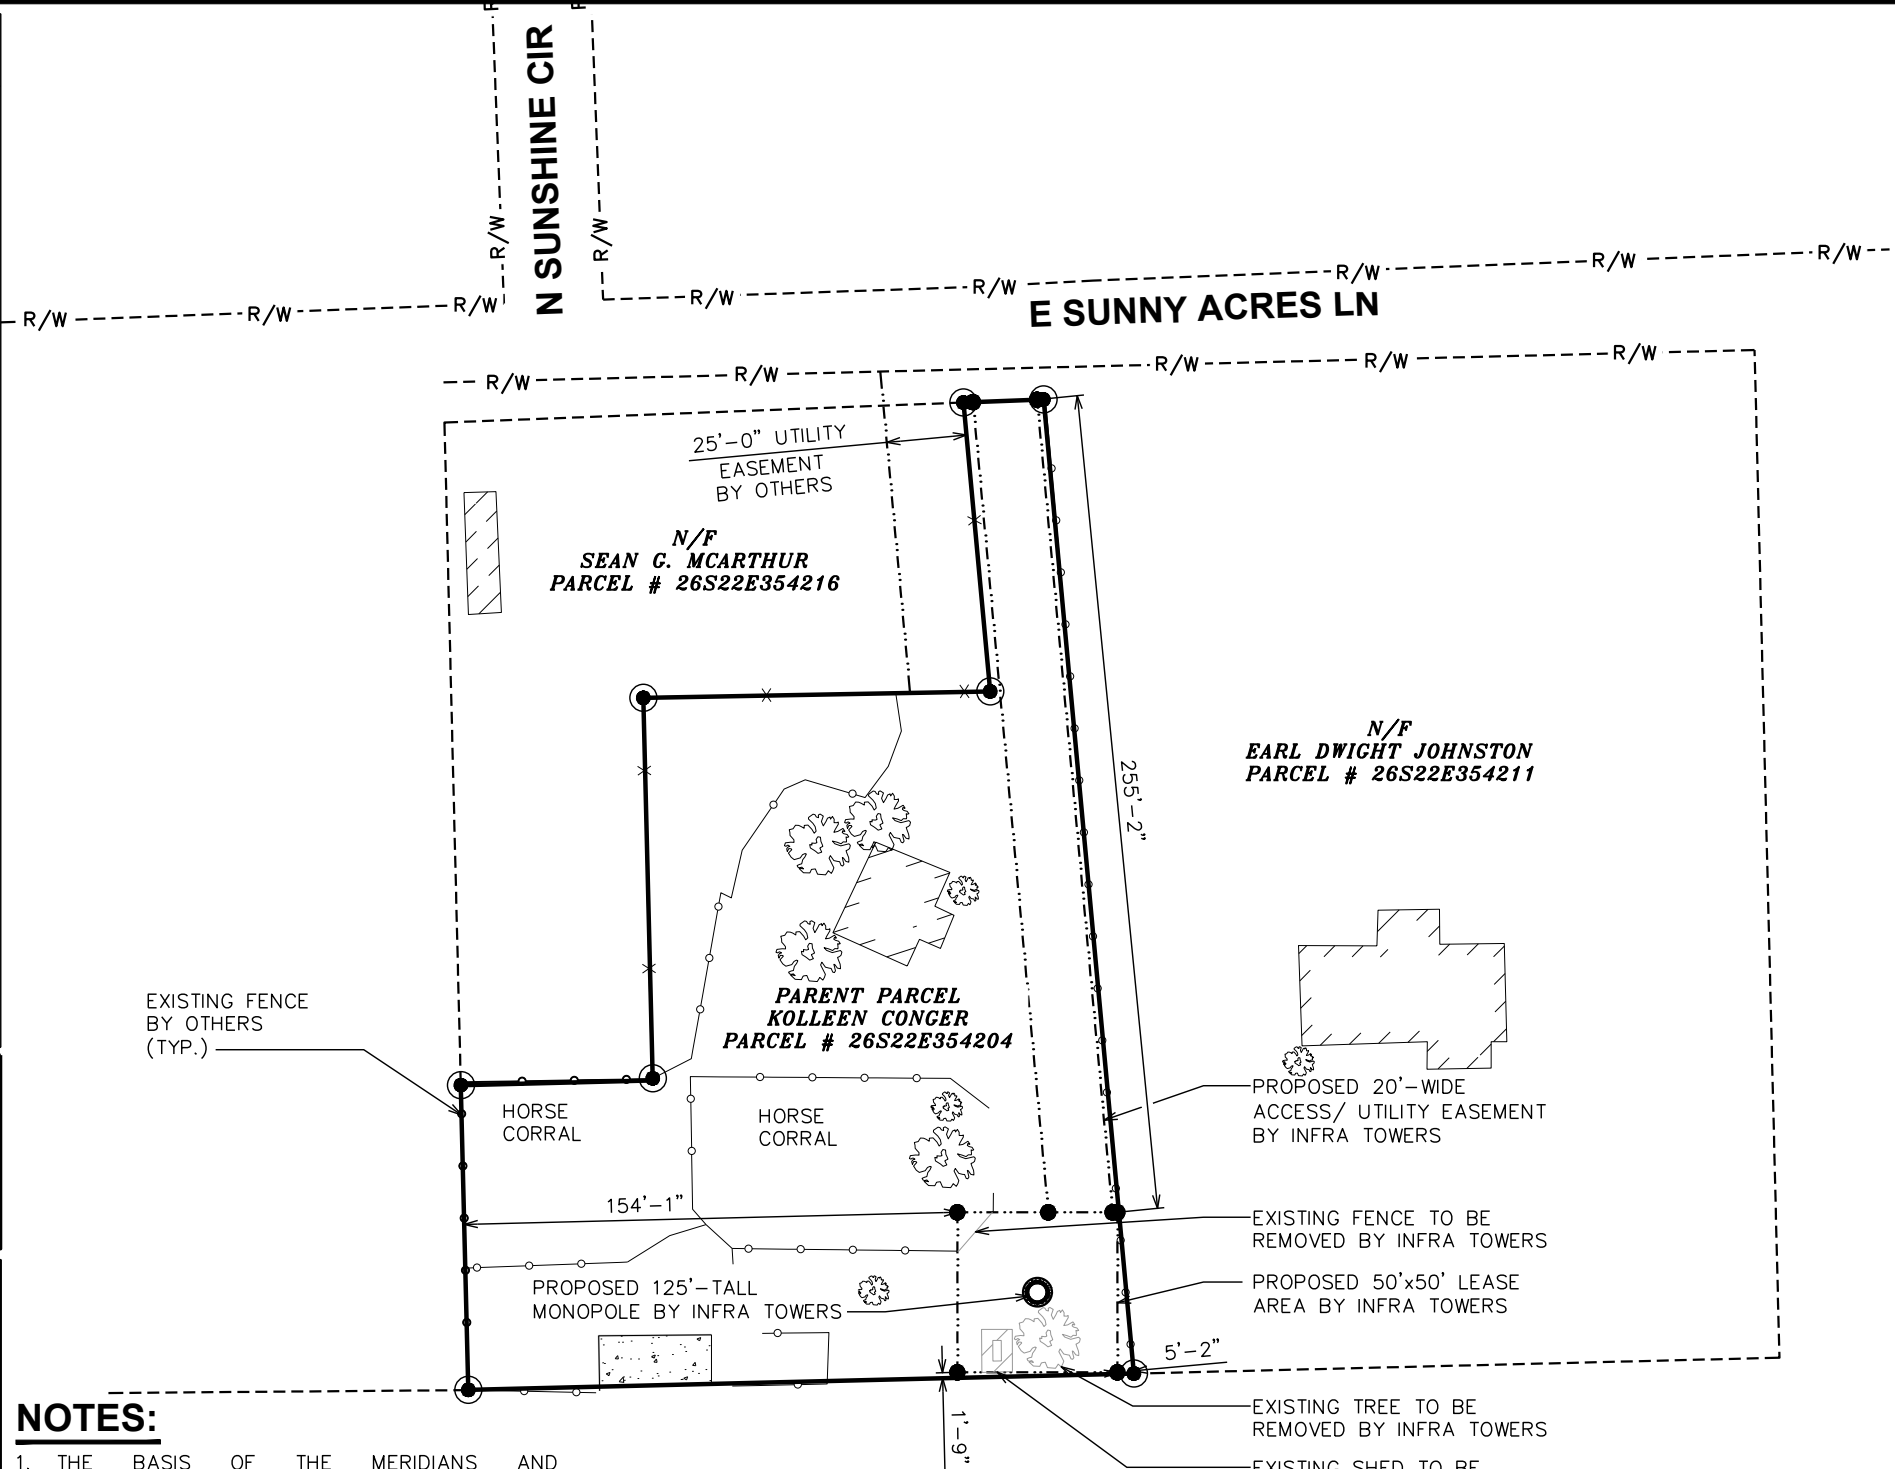 N SUNSHINE CIR
R/W
R/W
R/W
R/W
R/W
R/W
R/W
R/W
R/W
R/W
R/W
E SUNNY ACRES LN
R/W
R/W
R/W
R/W
R/W
25'-0" UTILITY
EASEMENT
BY OTHERS
N/F
SEAN G. MCARTHUR
PARCEL # 26S22E354216
N/F
EARL DWIGHT JOHNSTON
PARCEL # 26S22E354211
255'-2"
PARENT PARCEL
KOLLEEN CONGER
PARCEL # 26S22E354204
EXISTING FENCE
BY OTHERS
(TYP.)
HORSE
CORRAL
HORSE
CORRAL
PROPOSED 20'-WIDE
ACCESS/ UTILITY EASEMENT
BY INFRA TOWERS
154'-1"
EXISTING FENCE TO BE
REMOVED BY INFRA TOWERS
PROPOSED 125'-TALL
MONOPOLE BY INFRA TOWERS
PROPOSED 50'x50' LEASE
AREA BY INFRA TOWERS
5'-2"
1'-9"
EXISTING TREE TO BE
REMOVED BY INFRA TOWERS
EXISTING SHED TO BE
NOTES:
1. THE BASIS OF THE MERIDIANS AND